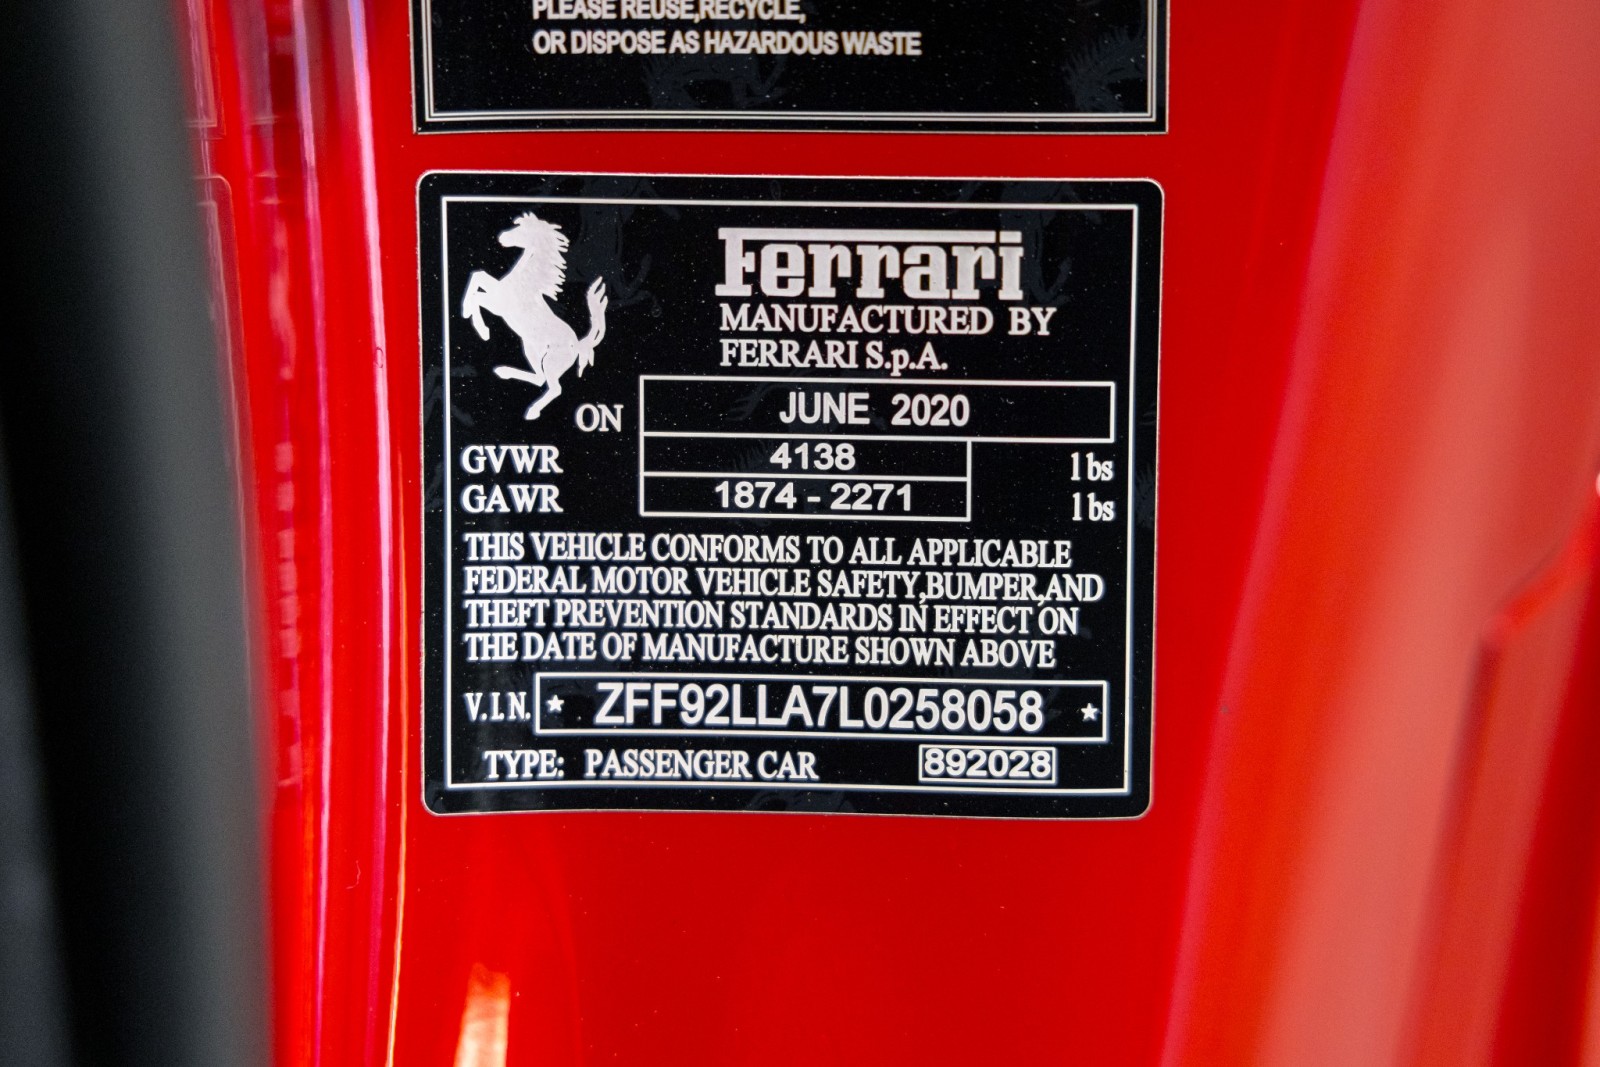 PLEASE REUSE,RECYCLE,
OR DISPOSE AS HAZARDOUS WASTE
Ferrari
MANUFACTURED BY
FERRARI S.p.A.
ON JUNE 2020
GVWR 4138 lbs
GAWR 1874 - 2271 lbs
THIS VEHICLE CONFORMS TO ALL APPLICABLE
FEDERAL MOTOR VEHICLE SAFETY,BUMPER,AND
THEFT PREVENTION STANDARDS IN EFFECT ON
THE DATE OF MANUFACTURE SHOWN ABOVE
V.I.N. ★ ZFF92LLA7L0258058 ★
TYPE: PASSENGER CAR 892028